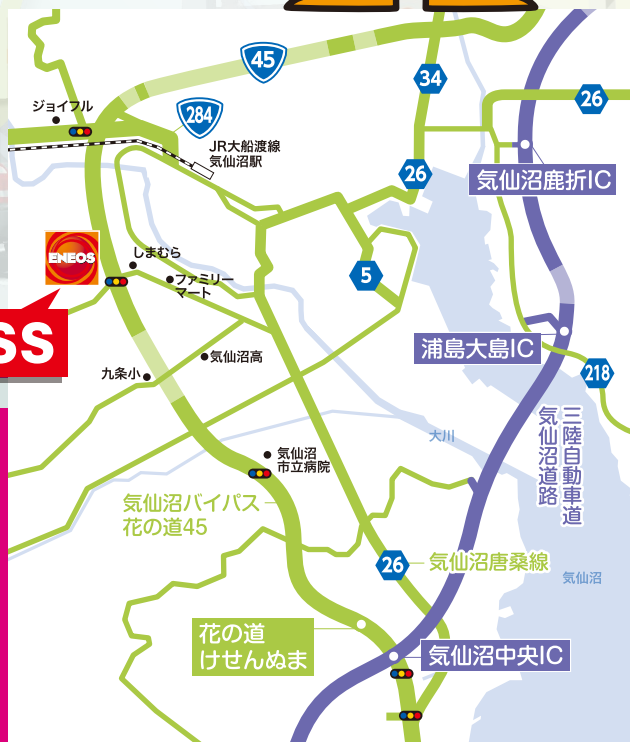 45
34
26
ジョイフル
284
JR大船渡線
気仙沼駅
26
気仙沼鹿折IC
ENEOS
しまむら
ファミリー
マート
5
SS
浦島大島IC
気仙沼高
九条小
218
三陸自動車道
気仙沼道路
大川
気仙沼
市立病院
気仙沼バイパス
花の道45
26
気仙沼唐桑線
気仙沼
花の道
けせんぬま
気仙沼中央IC